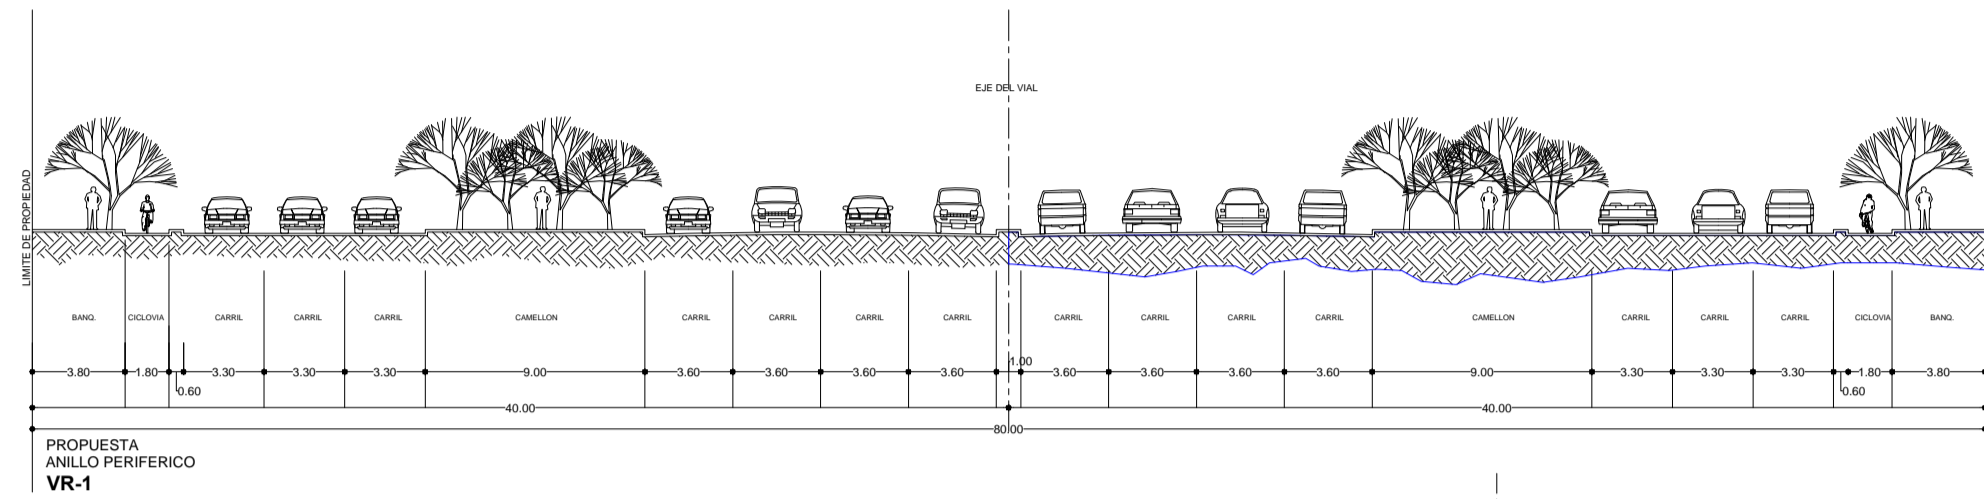 EJE DEL VIAL
LIMITE DE PROPIEDAD
BANQ. CICLOVIA CARRIL CARRIL CARRIL CAMELLON CARRIL CARRIL CARRIL CARRIL CARRIL CARRIL CARRIL CARRIL CAMELLON CARRIL CARRIL CARRIL CICLOVIA BANQ.
1.00
3.80 1.80 3.30 3.30 3.30 9.00 3.60 3.60 3.60 3.60 3.60 3.60 3.60 3.60 9.00 3.30 3.30 3.30 1.80 3.80
0.60 0.60
40.00 40.00
80.00
PROPUESTA
ANILLO PERIFERICO
VR-1